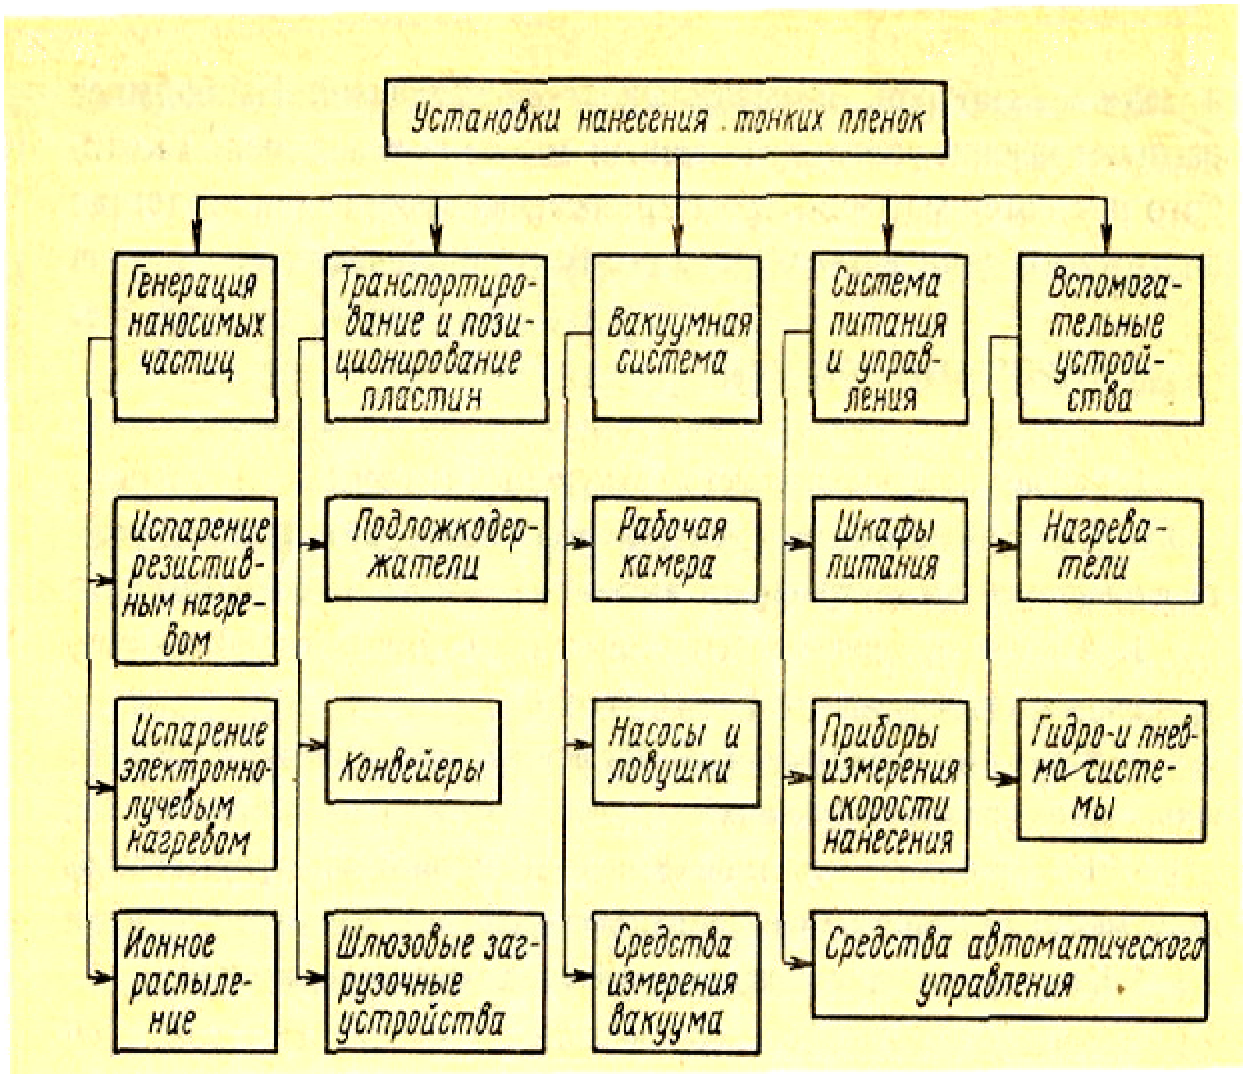 Установки нанесения тонких пленок
Генерация
наносимых
частиц
Транспортиро-
вание и пози-
ционирование
пластин
Вакуумная
система
Система
питания
и управ-
ления
Вспомога-
тельные
устрой-
ства
Испарение
резистив-
ным нагре-
вом
Подложкодер-
жатели
Рабочая
камера
Шкафы
питания
Нагрева-
тели
Испарение
электронно-
лучевым
нагревом
Конвейеры
Насосы и
ловушки
Приборы
измерения
скорости
нанесения
Гидро-и пнев-
мо-систе-
мы
Ионное
распыле-
ние
Шлюзовые заг-
рузочные
устройства
Средства
измерения
вакуума
Средства автоматического
управления